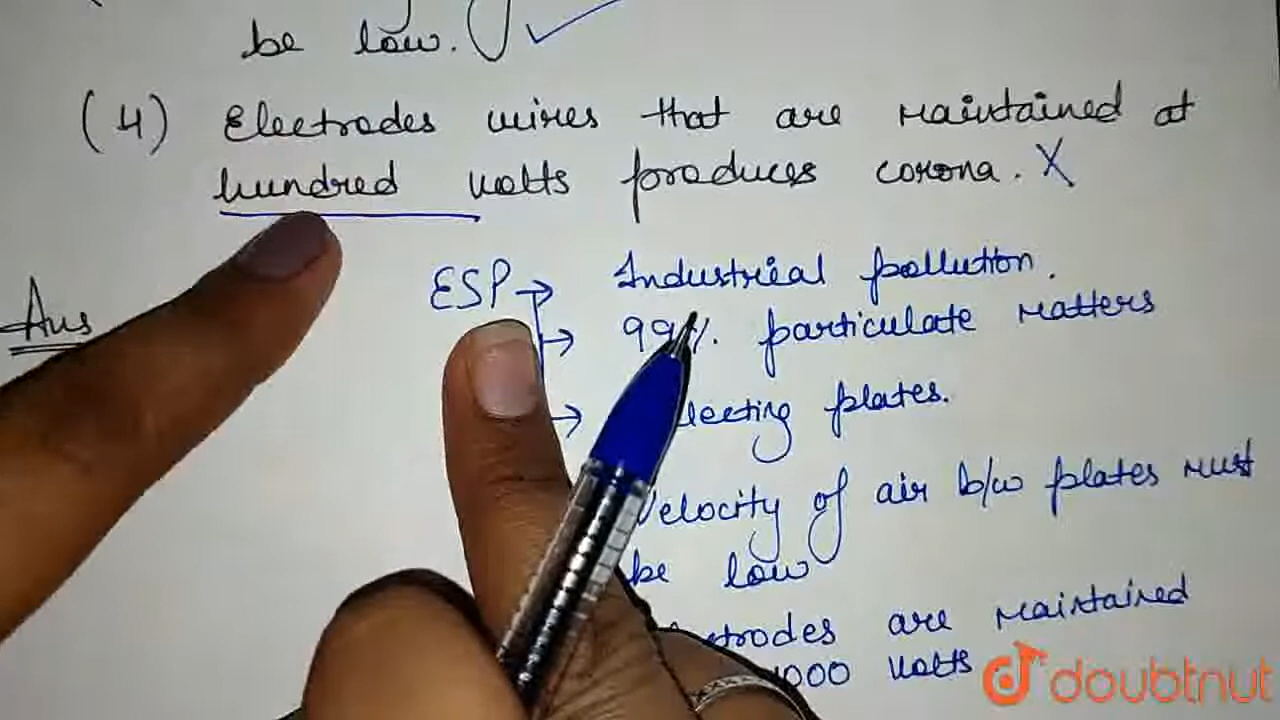 be low.
(4) Electrodes wires that are maintained at
hundred volts produces corona. X
Ans
ESP → Industrial pollution.
→ 99% particulate matters
→ plates.
Velocity of air b/w plates must
be low
are maintained
volts
doubtnut